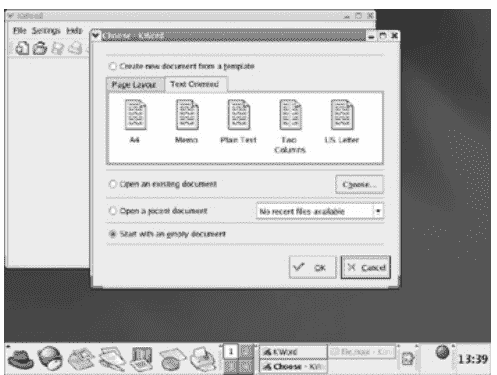 KWord
File Settings Help
Choose - KWord
Create new document from a template
Page Layout Text Oriented
A4 Memo Plain Text Two Columns US Letter
Open an existing document Choose...
Open a recent document No recent files available
Start with an empty document
OK Cancel
1 KWord
Choose - KW
13:39